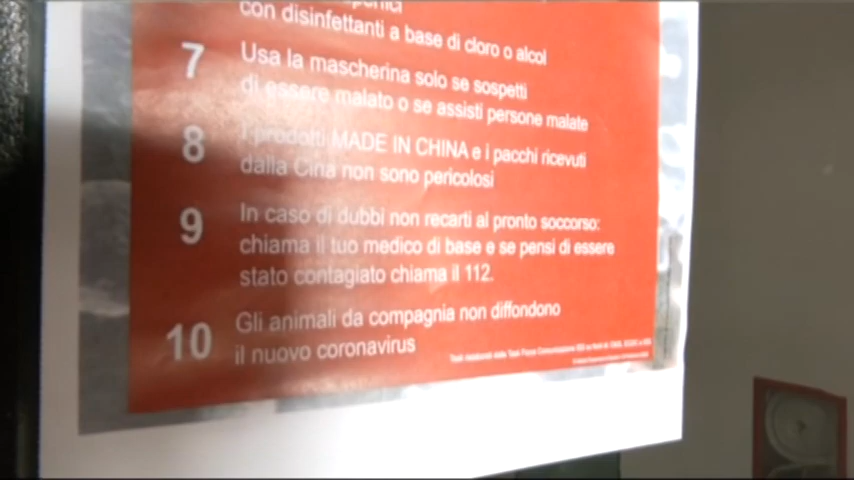 con disinfettanti a base di cloro o alcol
7 Usa la mascherina solo se sospetti
di essere malato o se assisti persone malate
8 I prodotti MADE IN CHINA e i pacchi ricevuti
dalla Cina non sono pericolosi
9 In caso di dubbi non recarti al pronto soccorso:
chiama il tuo medico di base e se pensi di essere
stato contagiato chiama il 112.
10 Gli animali da compagnia non diffondono
il nuovo coronavirus